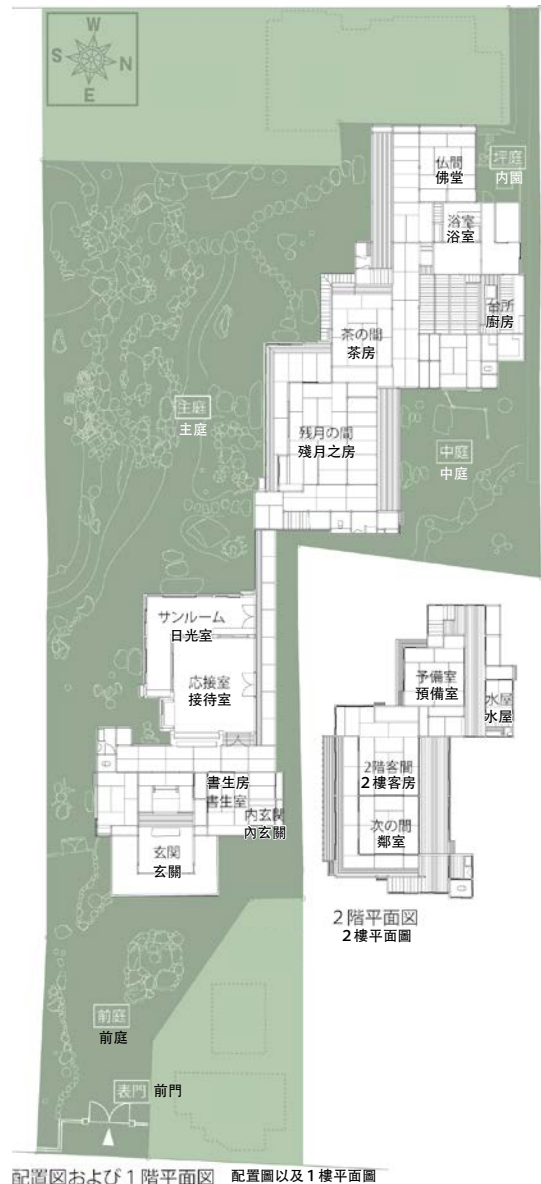 W
S N
E
仏間
佛堂
坪庭
内園
浴室
浴室
台所
廚房
茶の間
茶房
主庭
主庭
残月の間
殘月之房
中庭
中庭
サンルーム
日光室
応接室
接待室
予備室
預備室
水屋
水屋
書生房
書生室
内玄関
內玄關
2階客間
2樓客房
次の間
鄰室
玄関
玄關
2階平面図
2樓平面圖
前庭
前庭
表門 前門
配置図および1階平面図 配置圖以及1樓平面圖